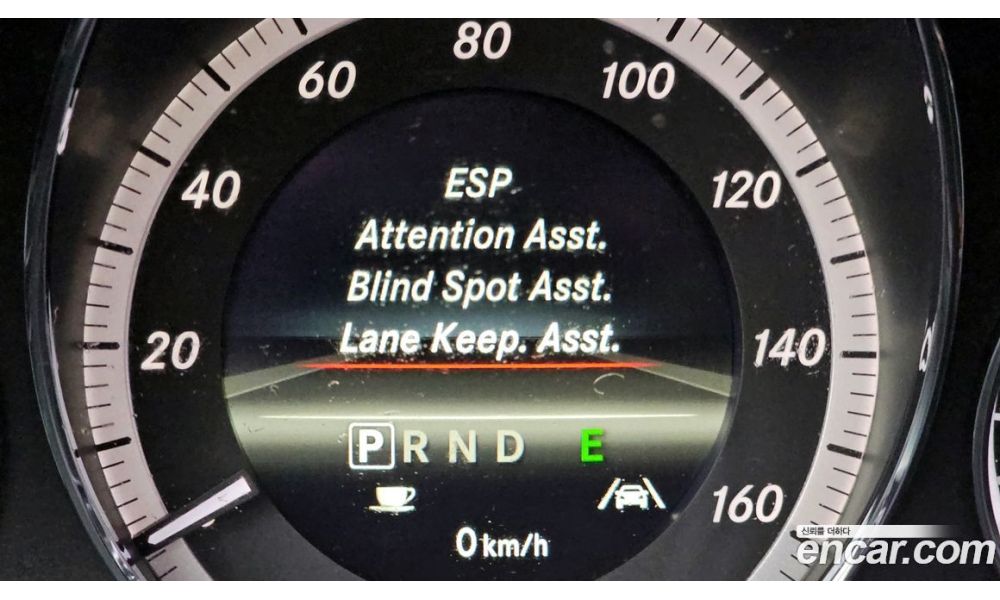 80
60
100
40
120
20
140
160
ESP
Attention Asst.
Blind Spot Asst.
Lane Keep. Asst.
P R N D E
0 km/h
신뢰를 더하다
encar.com